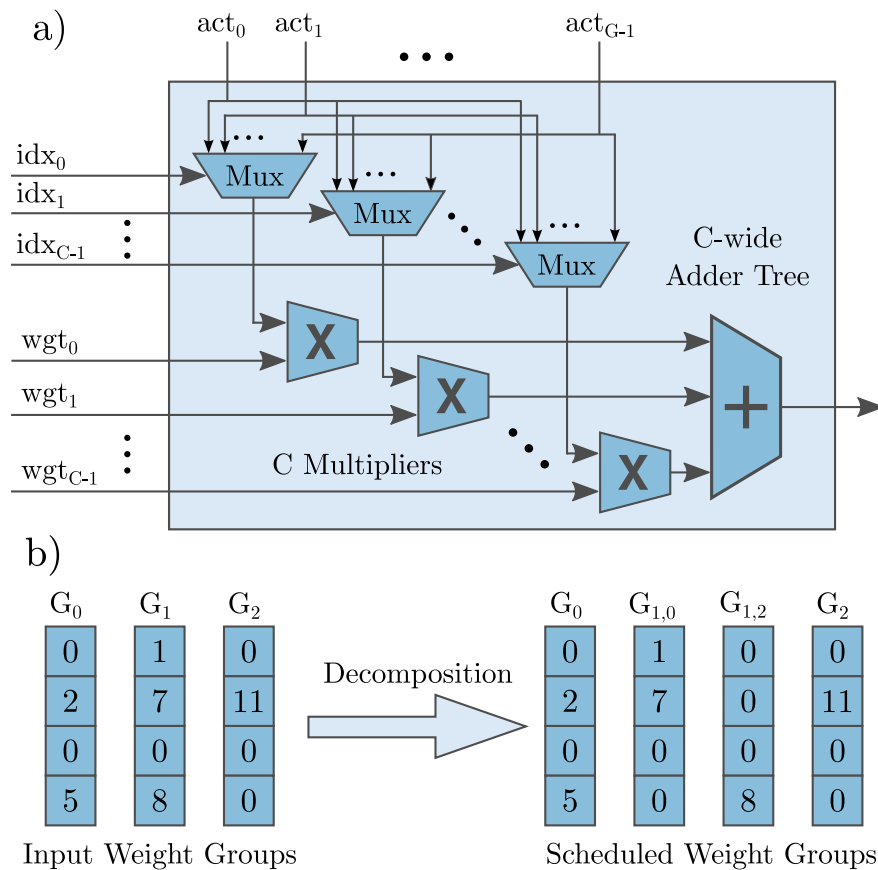 a)
act0 act1 ••• actG-1
idx0
idx1
idxC-1
Mux
Mux
Mux
C-wide
Adder Tree
wgt0
wgt1
wgtC-1
X
X
X
+
C Multipliers
b)
G0 G1 G2
0 1 0
2 7 11
0 0 0
5 8 0
Input Weight Groups
Decomposition
G0 G1,0 G1,2 G2
0 1 0 0
2 7 0 11
0 0 0 0
5 0 8 0
Scheduled Weight Groups